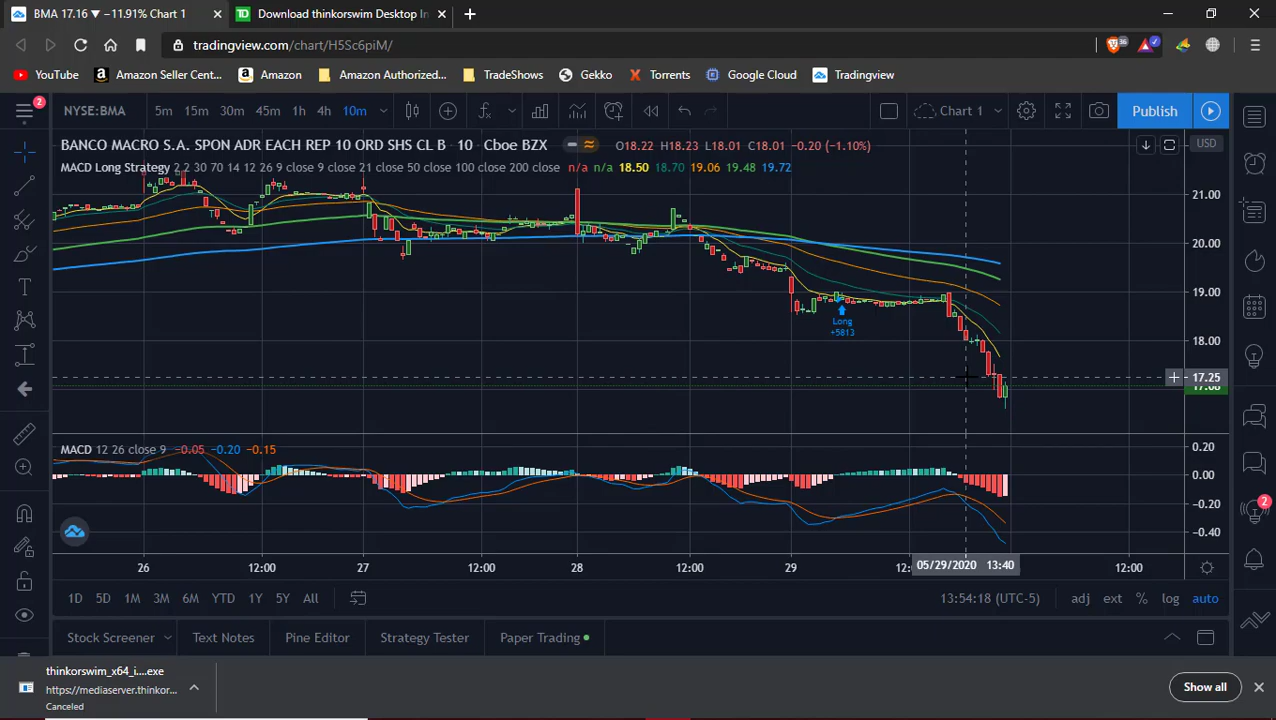 BMA 17.16 ▼ −11.91% Chart 1
Download thinkorswim Desktop In
tradingview.com/chart/H5Sc6piM/
36
YouTube
Amazon Seller Cent...
Amazon
Amazon Authorized...
TradeShows
Gekko
Torrents
Google Cloud
Tradingview
2
NYSE:BMA
5m 15m 30m 45m 1h 4h 10m
Chart 1
Publish
BANCO MACRO S.A. SPON ADR EACH REP 10 ORD SHS CL B · 10 · Cboe BZX
O18.22 H18.23 L18.01 C18.01 −0.20 (−1.10%)
USD
MACD Long Strategy 2 2 30 70 14 12 26 9 close 9 close 21 close 50 close 100 close 200 close n/a n/a 18.50 18.70 19.06 19.48 19.72
21.00
20.00
19.00
18.00
17.25
Long
+5813
MACD 12 26 close 9 −0.05 −0.20 −0.15
0.20
0.00
−0.20
−0.40
2
26 12:00 27 12:00 28 12:00 29 05/29/2020 13:40 12:00
1D 5D 1M 3M 6M YTD 1Y 5Y All
13:54:18 (UTC-5)
adj ext % log auto
Stock Screener
Text Notes
Pine Editor
Strategy Tester
Paper Trading
thinkorswim_x64_i....exe
https://mediaserver.thinkor...
Canceled
Show all